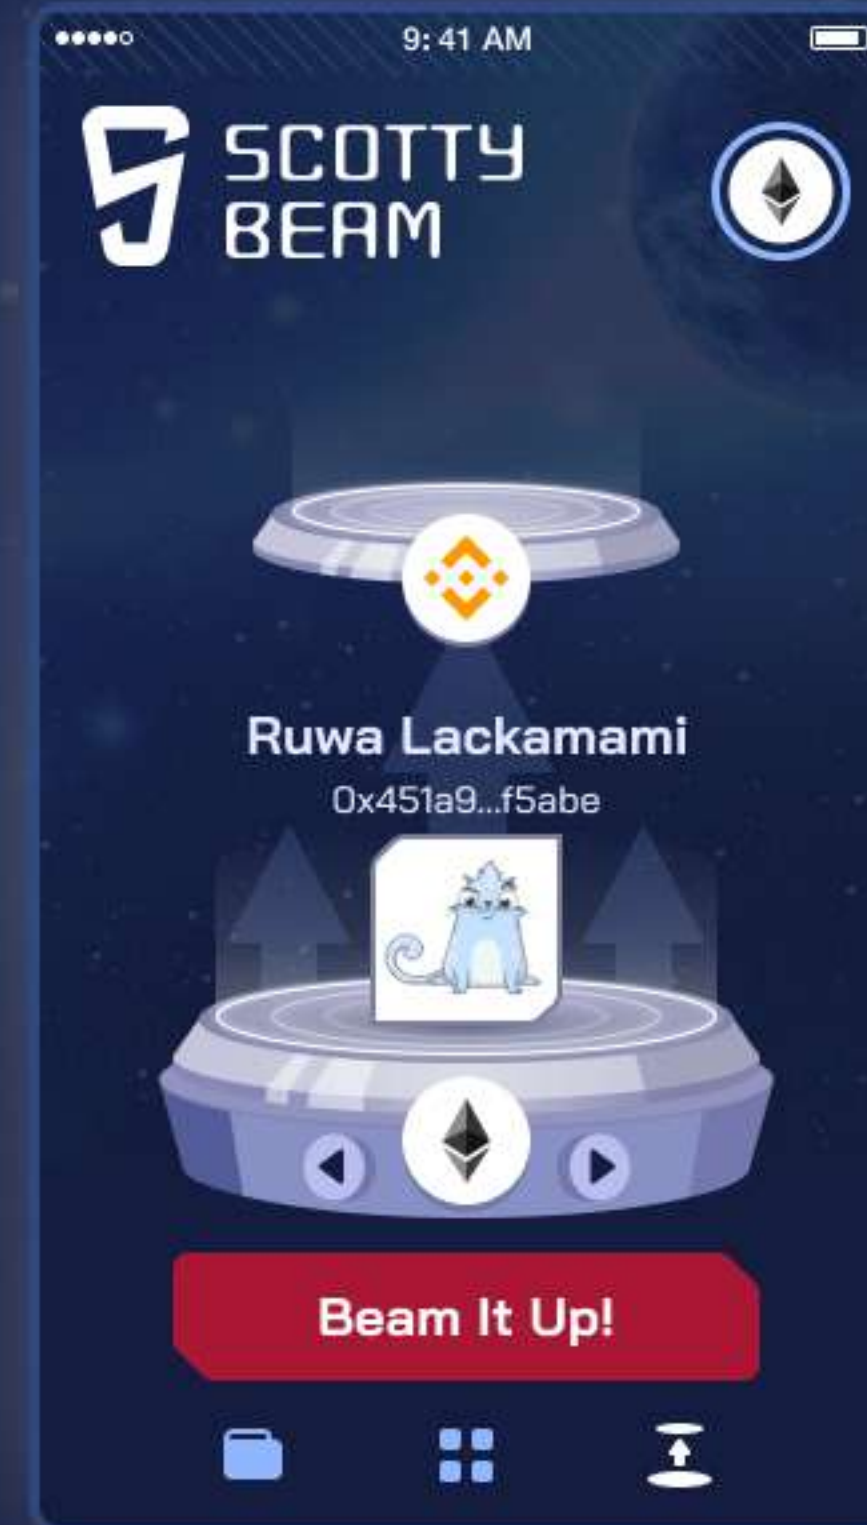 9:41 AM
SCOTTY
BEAM
Ruwa Lackamami
0x451a9...f5abe
Beam It Up!